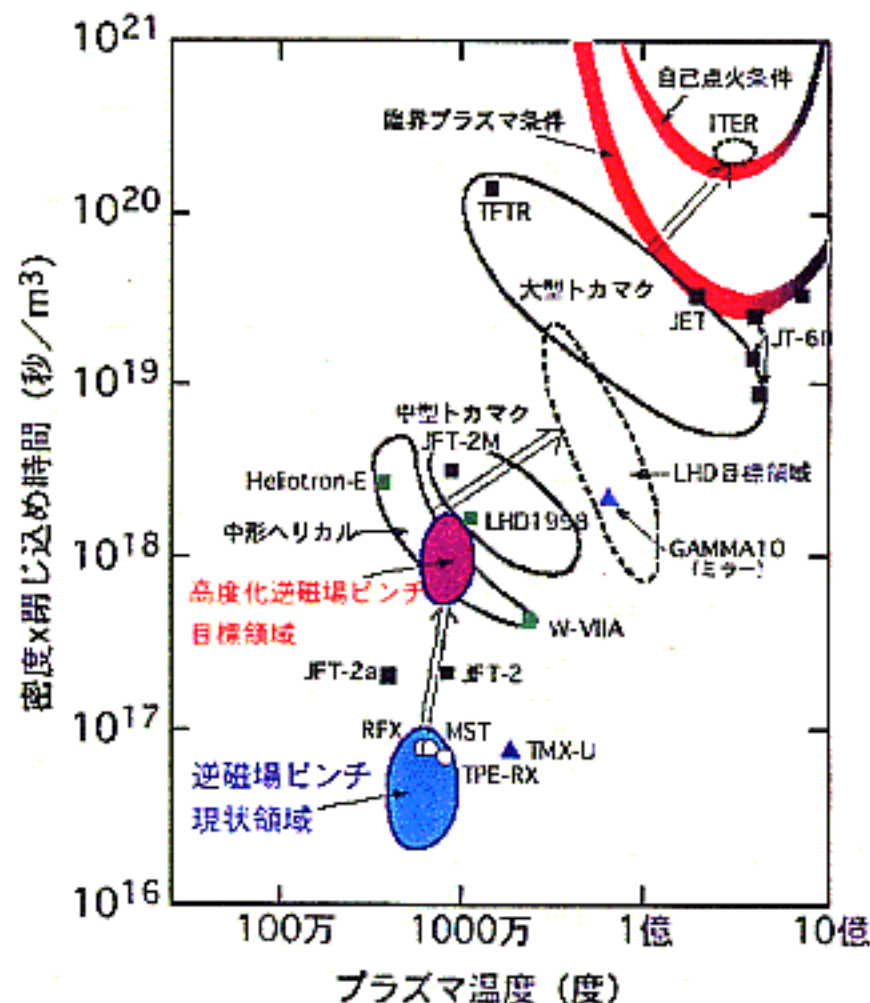 10²¹
自己点火条件
臨界プラズマ条件
ITER
10²⁰
TFTR
大型トカマク
JET
JT-60
10¹⁹
中型トカマク
JFT-2M
Heliotron-E
LHD目標領域
LHD1998
中形ヘリカル
10¹⁸
GAMMA10
(ミラー)
高度化逆磁場ピンチ
目標領域
W-VIIA
JFT-2a
JFT-2
10¹⁷
RFX
MST
TMX-U
TPE-RX
逆磁場ピンチ
現状領域
10¹⁶
100万
1000万
1億
10億
プラズマ温度（度）
密度x閉じ込め時間（秒／m³）